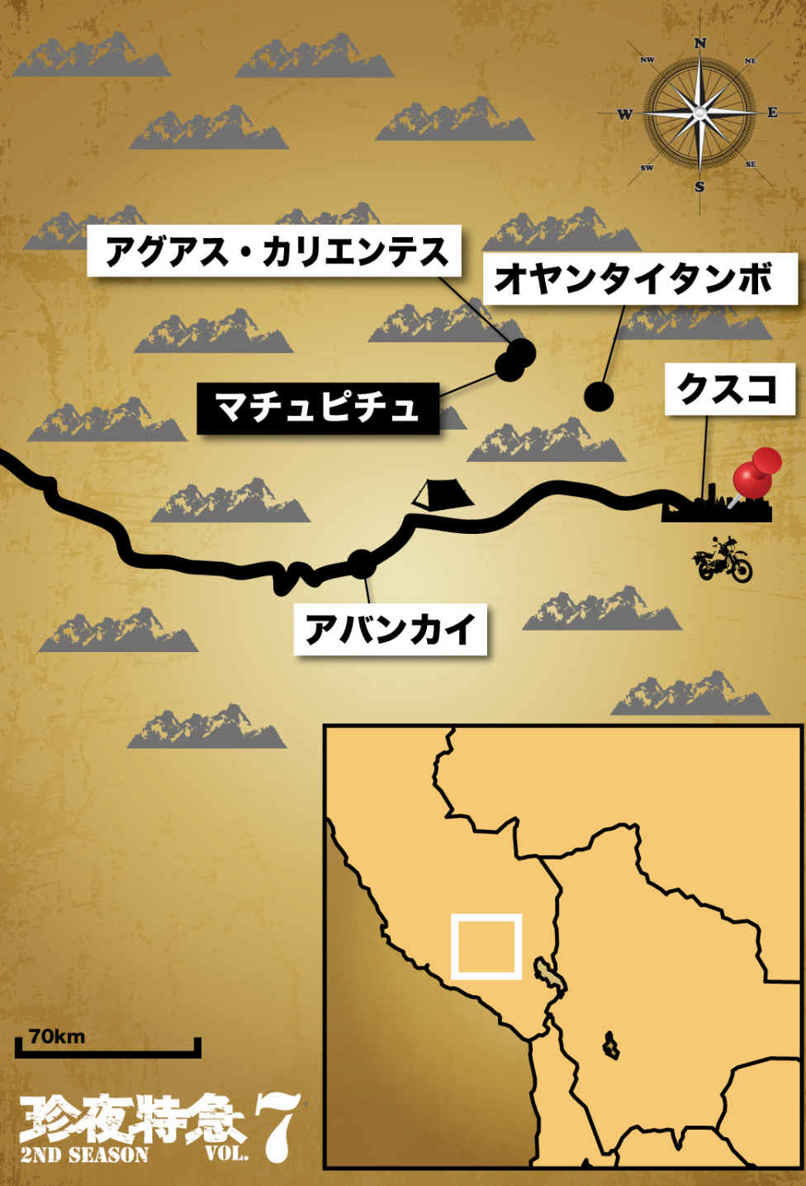 N
NW
NE
W
E
SW
SE
S
アグアス・カリエンテス
オヤンタイタンボ
クスコ
マチュピチュ
アバンカイ
70km
珍夜特急7
2ND SEASON VOL.